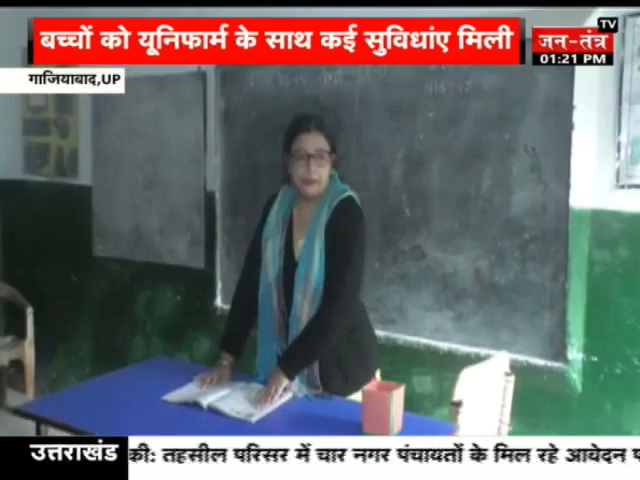 बच्चों को यूनिफार्म के साथ कई सुविधांए मिली
जन-तंत्र TV
01:21 PM
गाजियाबाद,UP
उत्तराखंड
की: तहसील परिसर में चार नगर पंचायतों के मिल रहे आवेदन प